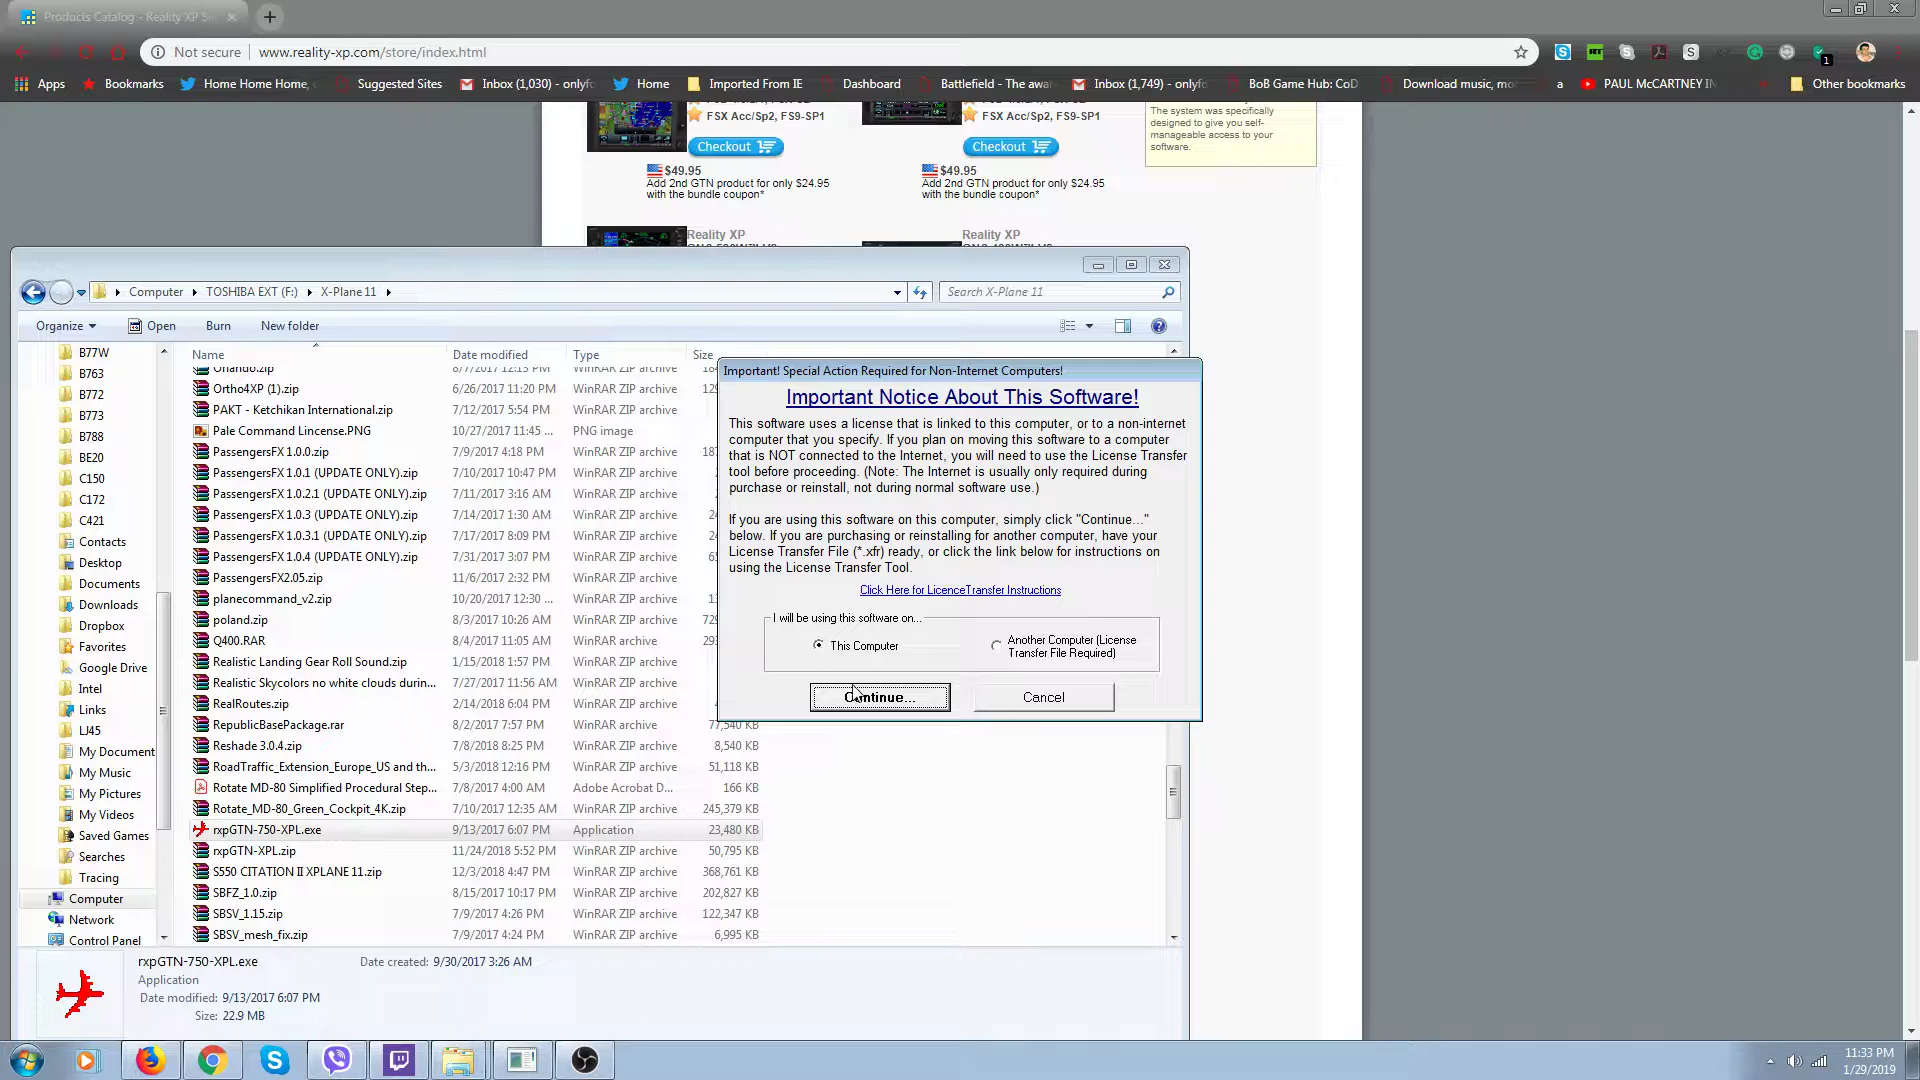 Products Catalog - Reality XP S
Not secure
www.reality-xp.com/store/index.html
1
Apps
Bookmarks
Home Home Home,
Suggested Sites
Inbox (1,030) - onlyfo
Home
Imported From IE
Dashboard
Battlefield - The awar
Inbox (1,749) - onlyfo
BoB Game Hub: CoD
Download music, mo
a
PAUL McCARTNEY IN
Other bookmarks
FSX Acc/Sp2, FS9-SP1
FSX Acc/Sp2, FS9-SP1
Checkout
Checkout
$49.95
Add 2nd GTN product for only $24.95
with the bundle coupon*
$49.95
Add 2nd GTN product for only $24.95
with the bundle coupon*
The system was specifically
designed to give you self-
manageable access to your
software.
Reality XP
Reality XP
Computer
TOSHIBA EXT (F:)
X-Plane 11
Search X-Plane 11
Organize
Open
Burn
New folder
B77W
B763
B772
B773
B788
BE20
C150
C172
C421
Contacts
Desktop
Documents
Downloads
Dropbox
Favorites
Google Drive
Intel
Links
LJ45
My Document
My Music
My Pictures
My Videos
Saved Games
Searches
Tracing
Computer
Network
Control Panel
Name Date modified Type Size
Orlando.zip 8/7/2017 12:13 PM WinRAR ZIP archive
Ortho4XP (1).zip 6/26/2017 11:20 PM WinRAR ZIP archive
PAKT - Ketchikan International.zip 7/12/2017 5:54 PM WinRAR ZIP archive
Pale Command Lincense.PNG 10/27/2017 11:45 ... PNG image
PassengersFX 1.0.0.zip 7/9/2017 4:18 PM WinRAR ZIP archive
PassengersFX 1.0.1 (UPDATE ONLY).zip 7/10/2017 10:47 PM WinRAR ZIP archive
PassengersFX 1.0.2.1 (UPDATE ONLY).zip 7/11/2017 3:16 AM WinRAR ZIP archive
PassengersFX 1.0.3 (UPDATE ONLY).zip 7/14/2017 1:30 AM WinRAR ZIP archive
PassengersFX 1.0.3.1 (UPDATE ONLY).zip 7/17/2017 8:09 PM WinRAR ZIP archive
PassengersFX 1.0.4 (UPDATE ONLY).zip 7/31/2017 3:07 PM WinRAR ZIP archive
PassengersFX2.05.zip 11/6/2017 2:32 PM WinRAR ZIP archive
planecommand_v2.zip 10/20/2017 12:30 ... WinRAR ZIP archive
poland.zip 8/3/2017 10:26 AM WinRAR ZIP archive
Q400.RAR 8/4/2017 11:05 AM WinRAR archive
Realistic Landing Gear Roll Sound.zip 1/15/2018 1:57 PM WinRAR ZIP archive
Realistic Skycolors no white clouds durin... 7/27/2017 11:56 AM WinRAR ZIP archive
RealRoutes.zip 2/14/2018 6:04 PM WinRAR ZIP archive
RepublicBasePackage.rar 8/2/2017 7:57 PM WinRAR archive 77,540 KB
Reshade 3.0.4.zip 7/8/2018 8:25 PM WinRAR ZIP archive 8,540 KB
RoadTraffic_Extension_Europe_US and th... 5/3/2018 12:16 PM WinRAR ZIP archive 51,118 KB
Rotate MD-80 Simplified Procedural Step... 7/8/2017 4:00 AM Adobe Acrobat D... 166 KB
Rotate_MD-80_Green_Cockpit_4K.zip 7/10/2017 12:35 AM WinRAR ZIP archive 245,379 KB
rxpGTN-750-XPL.exe 9/13/2017 6:07 PM Application 23,480 KB
rxpGTN-XPL.zip 11/24/2018 5:52 PM WinRAR ZIP archive 50,795 KB
S550 CITATION II XPLANE 11.zip 12/3/2018 4:47 PM WinRAR ZIP archive 368,761 KB
SBFZ_1.0.zip 8/15/2017 10:17 PM WinRAR ZIP archive 202,827 KB
SBSV_1.15.zip 7/9/2017 4:26 PM WinRAR ZIP archive 122,347 KB
SBSV_mesh_fix.zip 7/9/2017 4:24 PM WinRAR ZIP archive 6,995 KB
Important! Special Action Required for Non-Internet Computers!
Important Notice About This Software!
This software uses a license that is linked to this computer, or to a non-internet
computer that you specify. If you plan on moving this software to a computer
that is NOT connected to the Internet, you will need to use the License Transfer
tool before proceeding. (Note: The Internet is usually only required during
purchase or reinstall, not during normal software use.)
If you are using this software on this computer, simply click "Continue..."
below. If you are purchasing or reinstalling for another computer, have your
License Transfer File (*.xfr) ready, or click the link below for instructions on
using the License Transfer Tool.
Click Here for LicenceTransfer Instructions
I will be using this software on...
This Computer
Another Computer (License
Transfer File Required)
Continue...
Cancel
rxpGTN-750-XPL.exe
Date created: 9/30/2017 3:26 AM
Application
Date modified: 9/13/2017 6:07 PM
Size: 22.9 MB
11:33 PM
1/29/2019